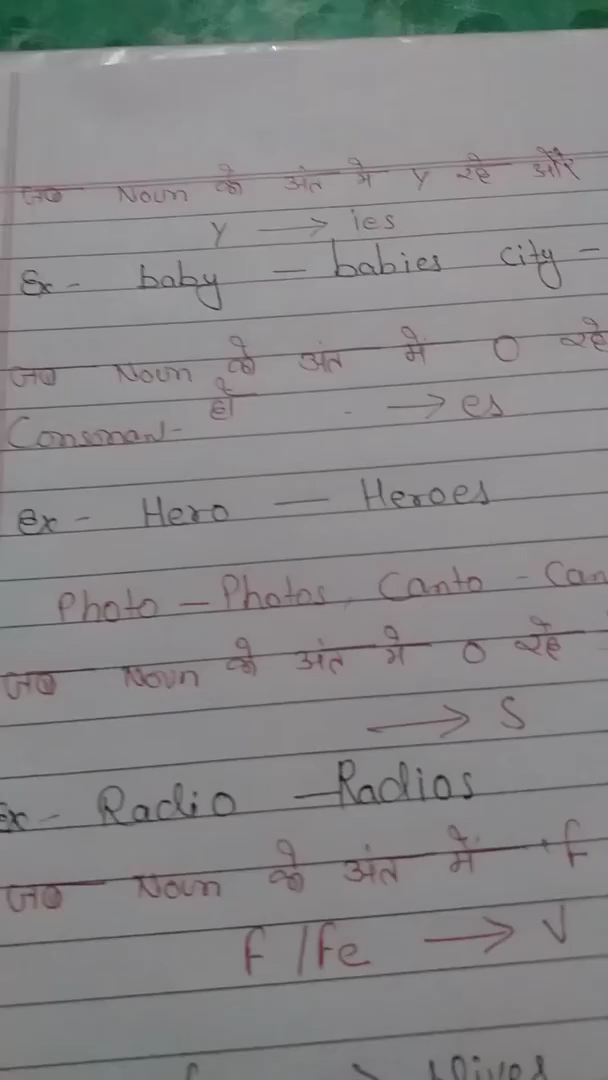 जब Noun के अंत में Y रहे और
Y → ies
Ex- baby - babies city -
जब Noun के अंत में O रहे
Consonant हो → es
Ex - Hero - Heroes
Photo - Photos, Canto - Can
जब Noun के अंत में O रहे
→ S
Ex- Radio - Radios
जब Noun के अंत में F
F/Fe → V